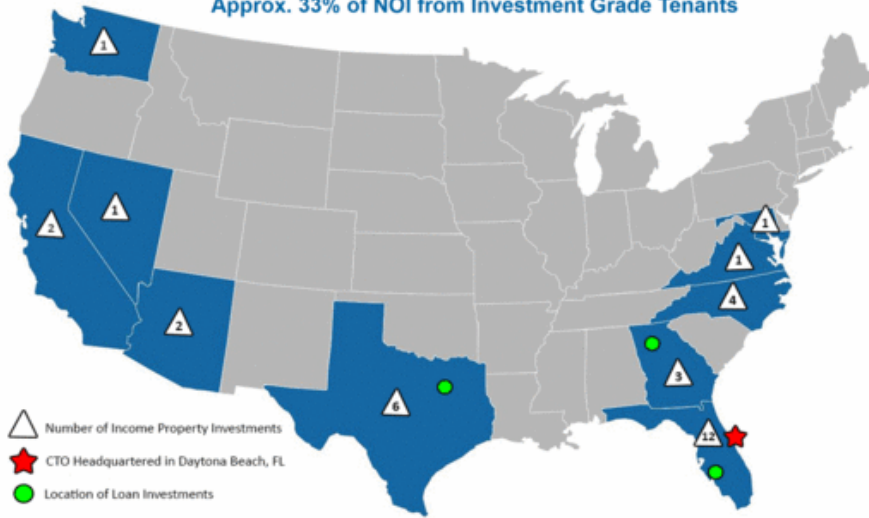 Approx. 33% of NOI from Investment Grade Tenants
1
1
2
1
1
4
2
3
6
12
Number of Income Property Investments
CTO Headquartered in Daytona Beach, FL
Location of Loan Investments